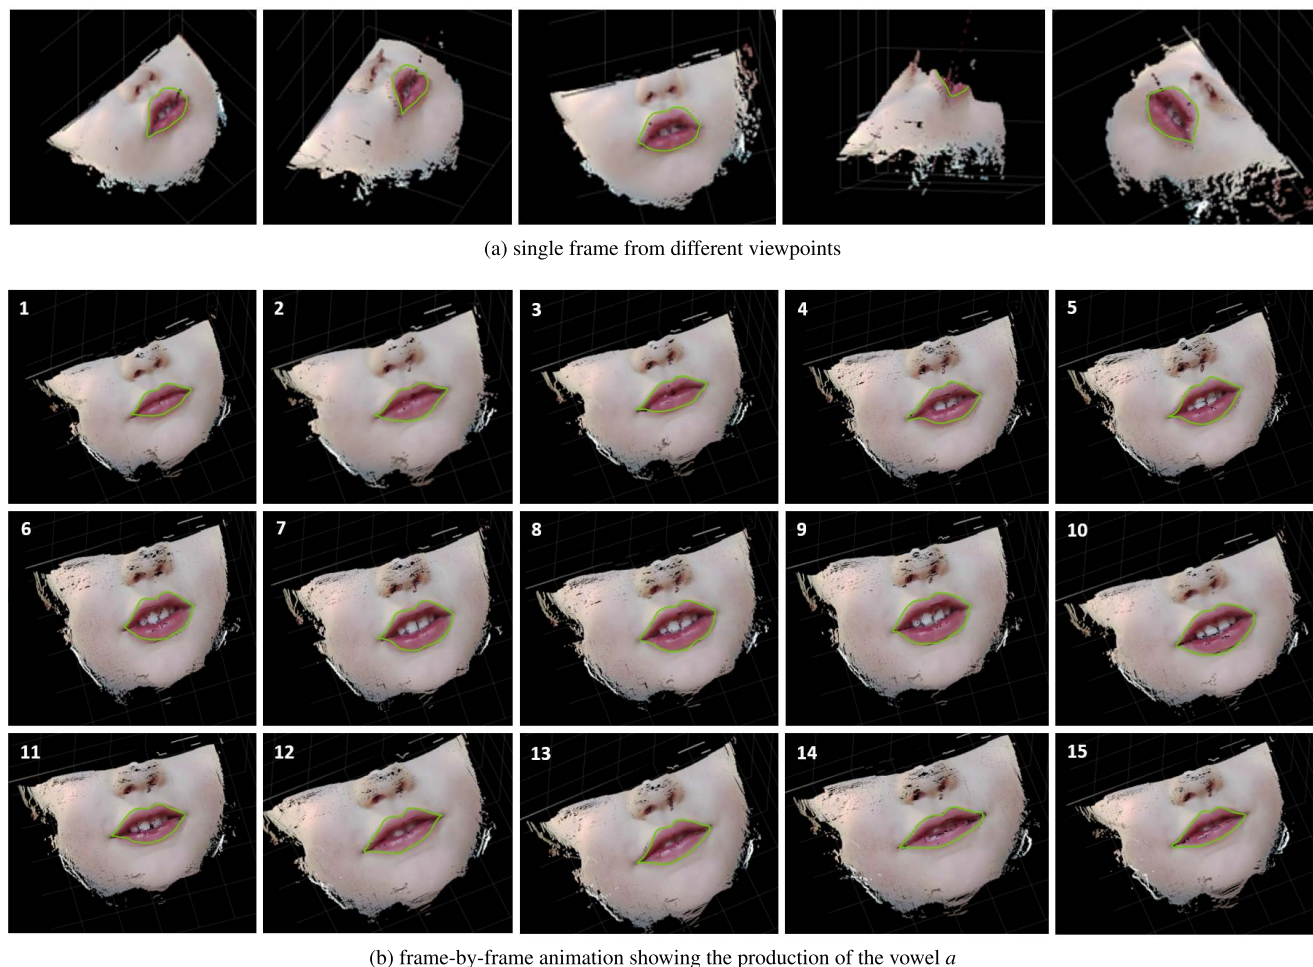 (a) single frame from different viewpoints
1 2 3 4 5
6 7 8 9 10
11 12 13 14 15
(b) frame-by-frame animation showing the production of the vowel a